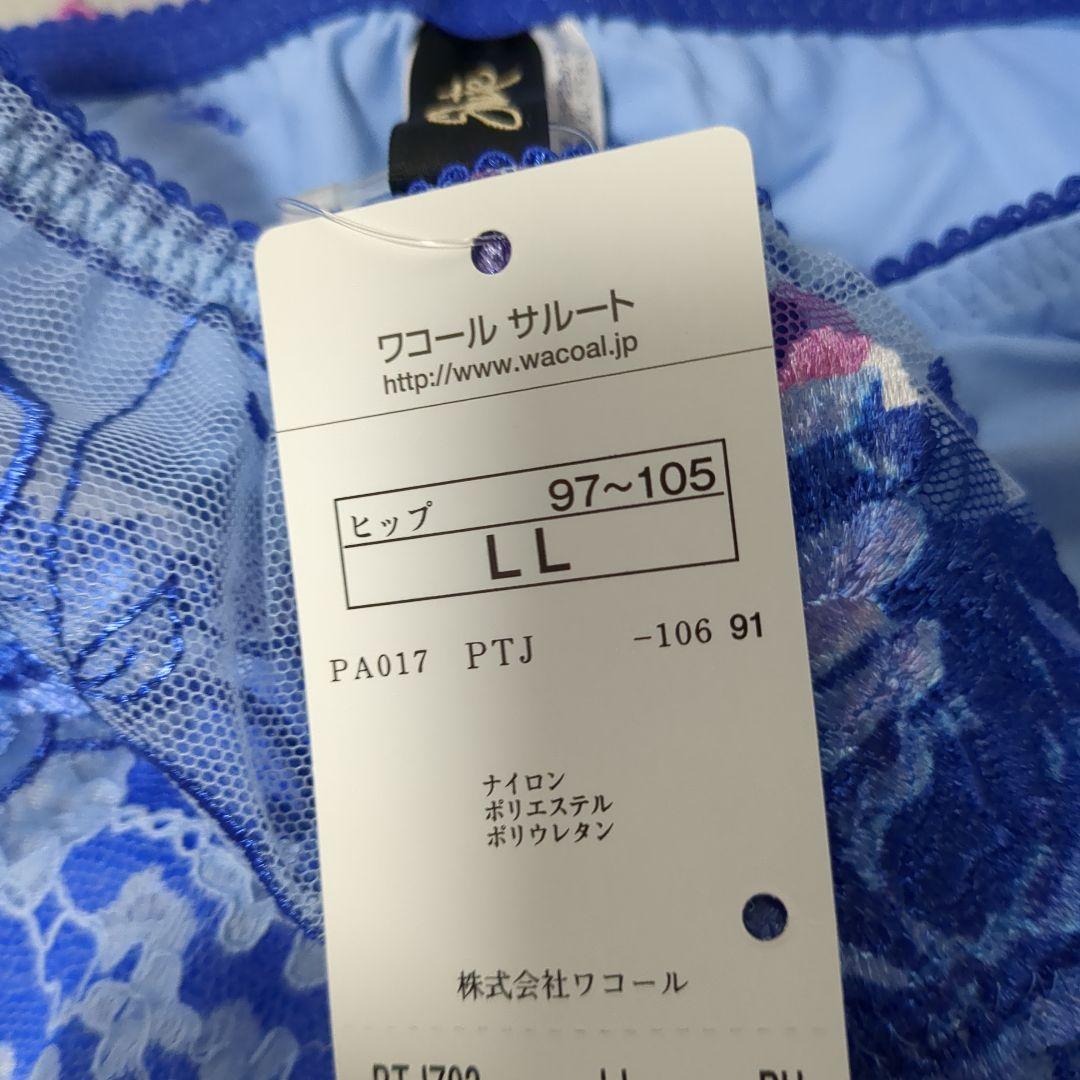 ワコール サルート
http://www.wacoal.jp
ヒップ 97~105
LL
PA017 PTJ -106 91
ナイロン
ポリエステル
ポリウレタン
株式会社ワコール